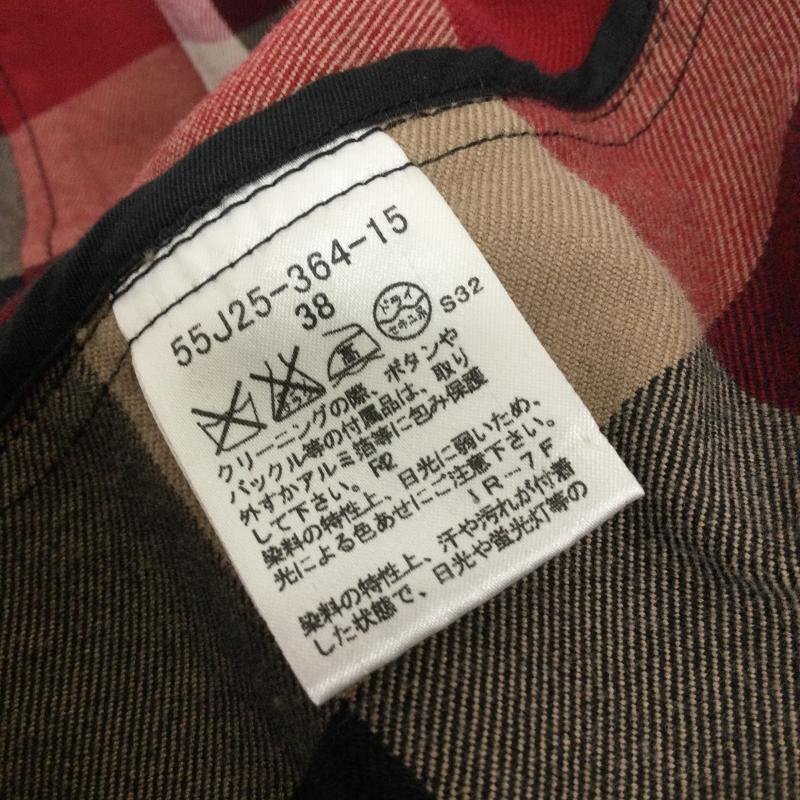 55J25-364-15
38
高
ドライ
セキユ系
S32
クリーニングの際、ボタンや
バックル等の付属品は、取り
外すかアルミ箔等に包み保護
して下さい。
染料の特性上、日光に弱いため、
光による色あせにご注意下さい。
IR---7F
染料の特性上、汗や汚れが付着
した状態で、日光や蛍光灯等の